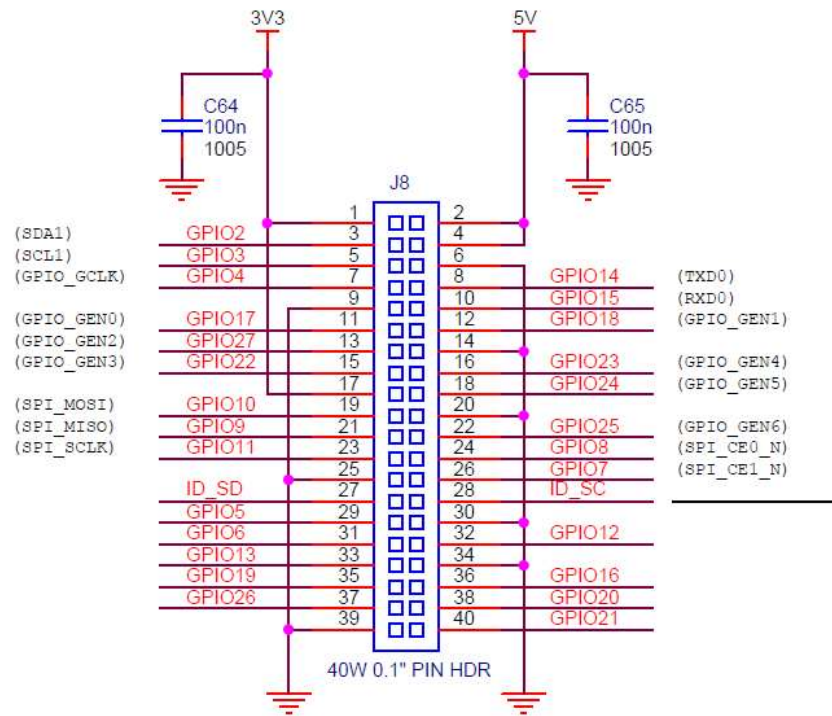 3V3 5V
C64 C65
100n 100n
1005 1005
J8
1 2
(SDA1) GPIO2 3 4
(SCL1) GPIO3 5 6
(GPIO_GCLK) GPIO4 7 8 GPIO14 (TXD0)
9 10 GPIO15 (RXD0)
(GPIO_GEN0) GPIO17 11 12 GPIO18 (GPIO_GEN1)
(GPIO_GEN2) GPIO27 13 14
(GPIO_GEN3) GPIO22 15 16 GPIO23 (GPIO_GEN4)
17 18 GPIO24 (GPIO_GEN5)
(SPI_MOSI) GPIO10 19 20
(SPI_MISO) GPIO9 21 22 GPIO25 (GPIO_GEN6)
(SPI_SCLK) GPIO11 23 24 GPIO8 (SPI_CE0_N)
25 26 GPIO7 (SPI_CE1_N)
ID_SD 27 28 ID_SC
GPIO5 29 30
GPIO6 31 32 GPIO12
GPIO13 33 34
GPIO19 35 36 GPIO16
GPIO26 37 38 GPIO20
39 40 GPIO21
40W 0.1" PIN HDR